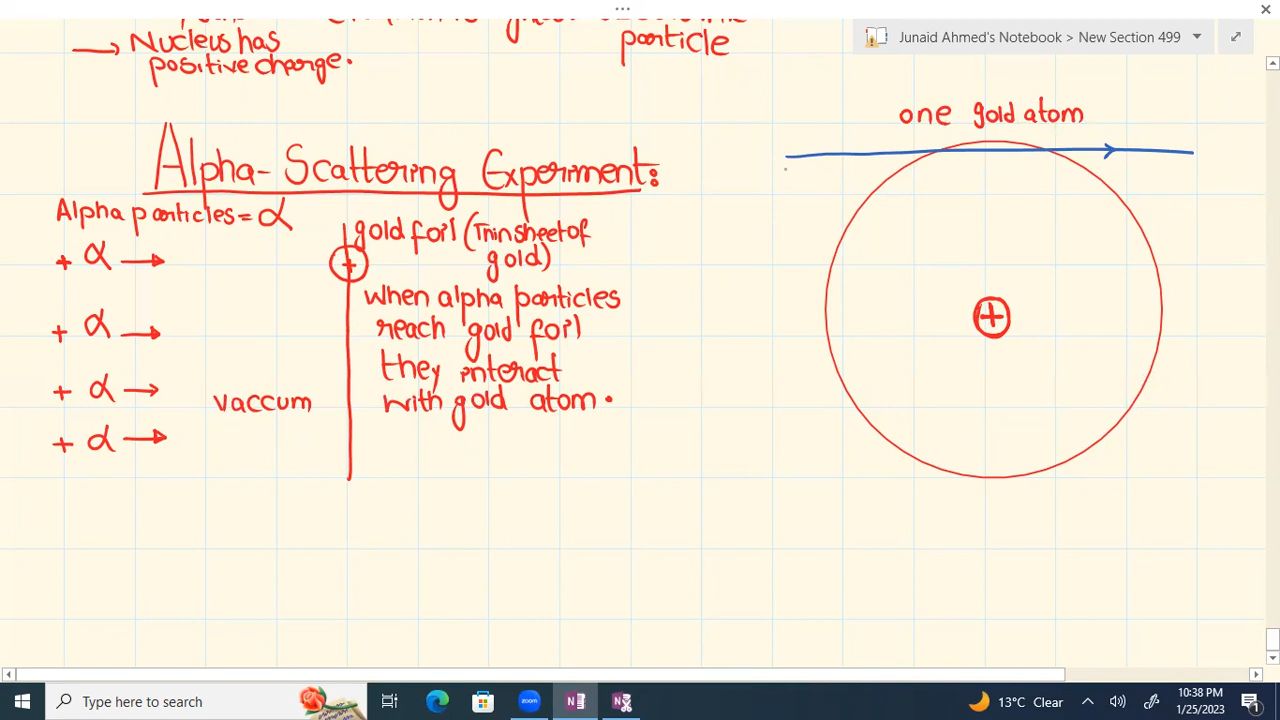 Junaid Ahmed's Notebook > New Section 499
particle
→ Nucleus has
positive charge.
one gold atom
Alpha-Scattering Experiment:
Alpha particles = α
gold foil (Thin sheet of
gold)
+ α →
+
when alpha particles
reach gold foil
+ α →
they interact
with gold atom.
+ α →
vaccum
+ α →
+
Type here to search
zoom
13°C Clear
10:38 PM
1/25/2023
1